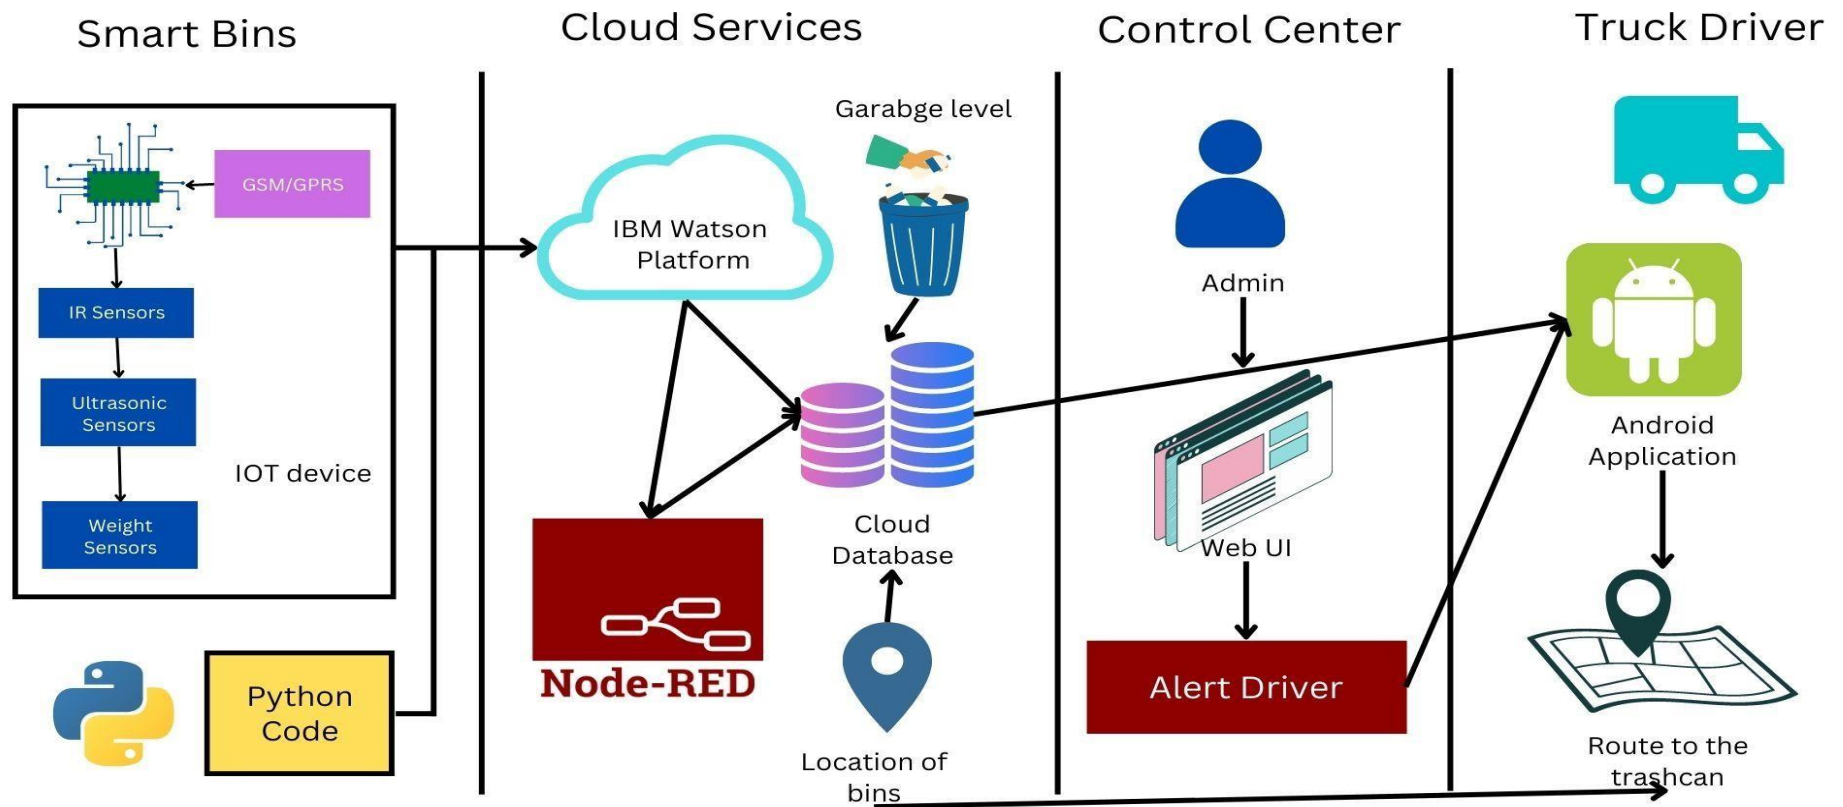 Smart Bins
Cloud Services
Control Center
Truck Driver
GSM/GPRS
IR Sensors
Ultrasonic
Sensors
IOT device
Weight
Sensors
Python
Code
Garabge level
IBM Watson
Platform
Cloud
Database
Node-RED
Location of
bins
Admin
Web UI
Alert Driver
Android
Application
Route to the
trashcan